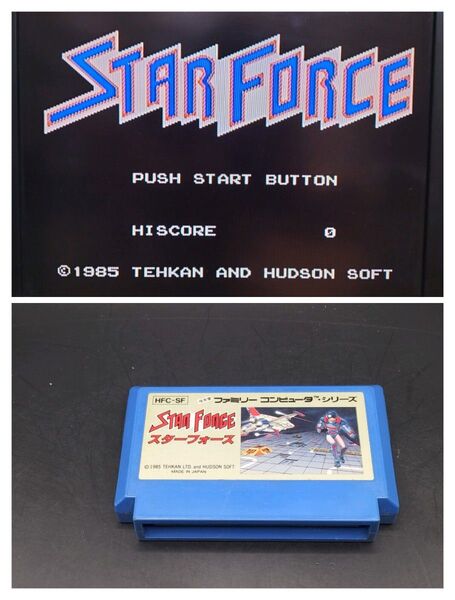 STAR FORCE
PUSH START BUTTON
HISCORE 0
©1985 TEHKAN AND HUDSON SOFT
HFC-SF
ファミリー コンピュータ™シリーズ
STAR FORCE
スターフォース
©1985 TEHKAN LTD. and HUDSON SOFT
MADE IN JAPAN